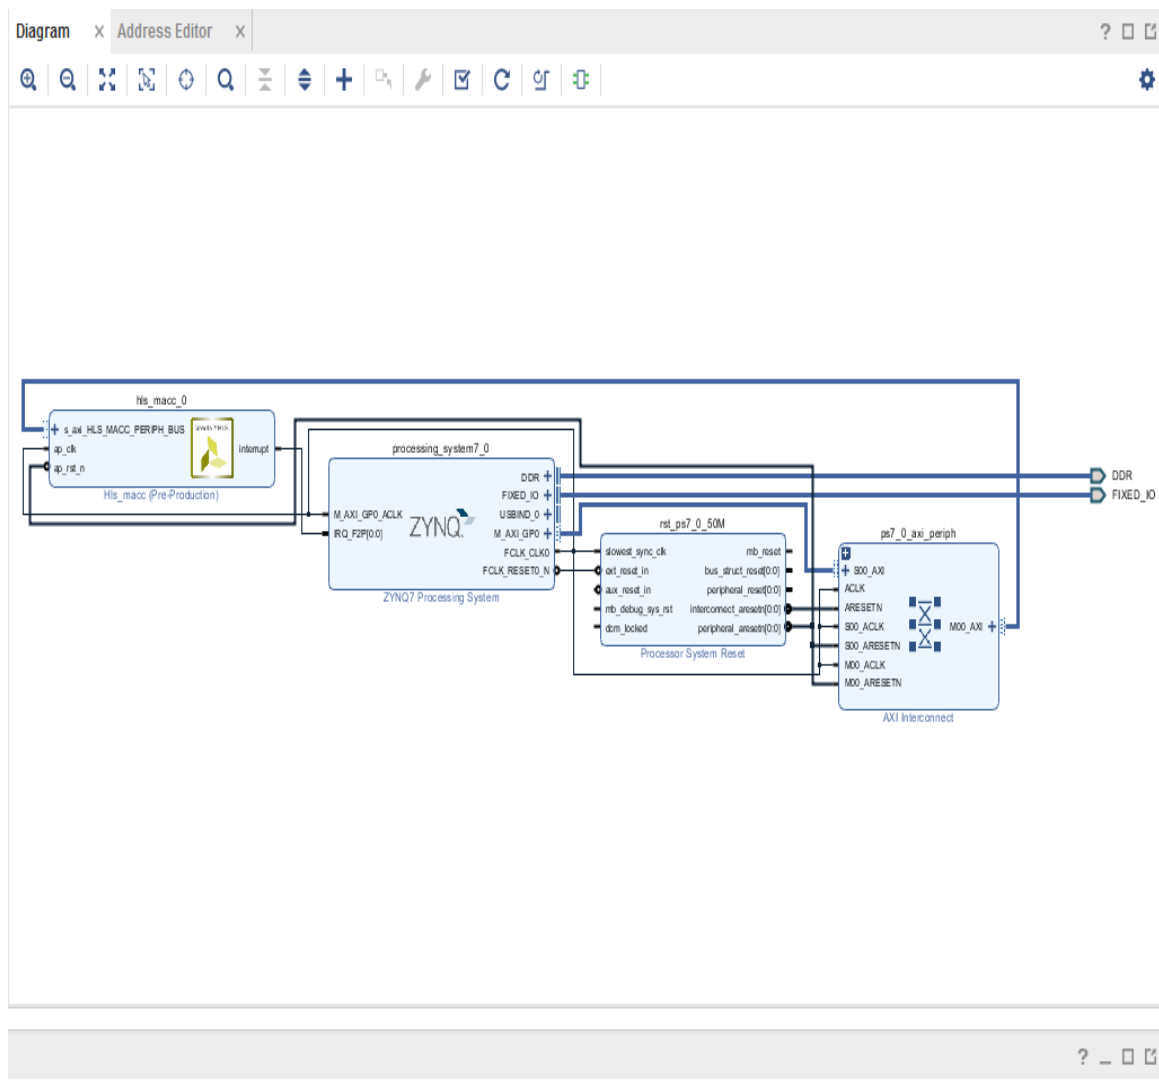 Diagram
Address Editor
hls_macc_0
s_axi_HLS_MACC_PERIPH_BUS
ap_clk
ap_rst_n
interrupt
Hls_macc (Pre-Production)
processing_system7_0
M_AXI_GP0_ACLK
IRQ_F2P[0:0]
ZYNQ
DDR
FIXED_IO
USBIND_0
M_AXI_GP0
FCLK_CLK0
FCLK_RESET0_N
ZYNQ7 Processing System
rst_ps7_0_50M
slowest_sync_clk
ext_reset_in
aux_reset_in
mb_debug_sys_rst
dcm_locked
mb_reset
bus_struct_reset[0:0]
peripheral_reset[0:0]
interconnect_aresetn[0:0]
peripheral_aresetn[0:0]
Processor System Reset
ps7_0_axi_periph
S00_AXI
ACLK
ARESETN
S00_ACLK
S00_ARESETN
M00_ACLK
M00_ARESETN
M00_AXI
AXI Interconnect
DDR
FIXED_IO